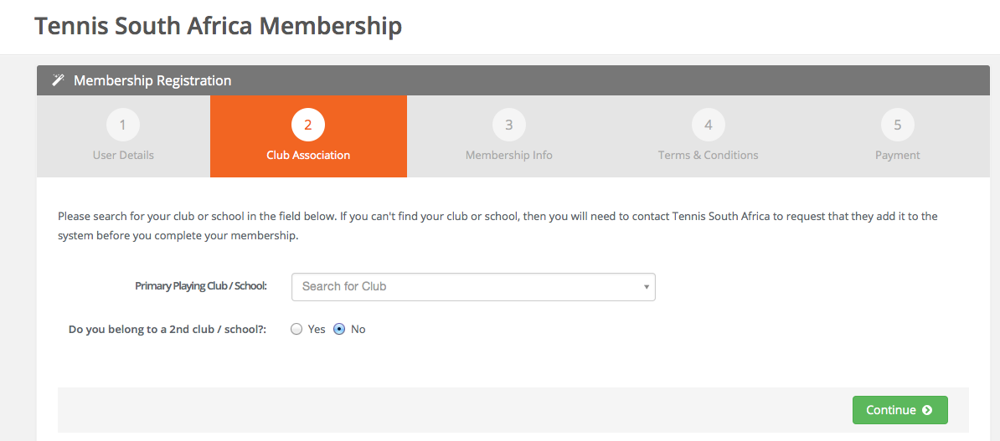 Tennis South Africa Membership
Membership Registration
1
User Details
2
Club Association
3
Membership Info
4
Terms & Conditions
5
Payment
Please search for your club or school in the field below. If you can't find your club or school, then you will need to contact Tennis South Africa to request that they add it to the
system before you complete your membership.
Primary Playing Club / School: Search for Club
Do you belong to a 2nd club / school?: Yes No
Continue